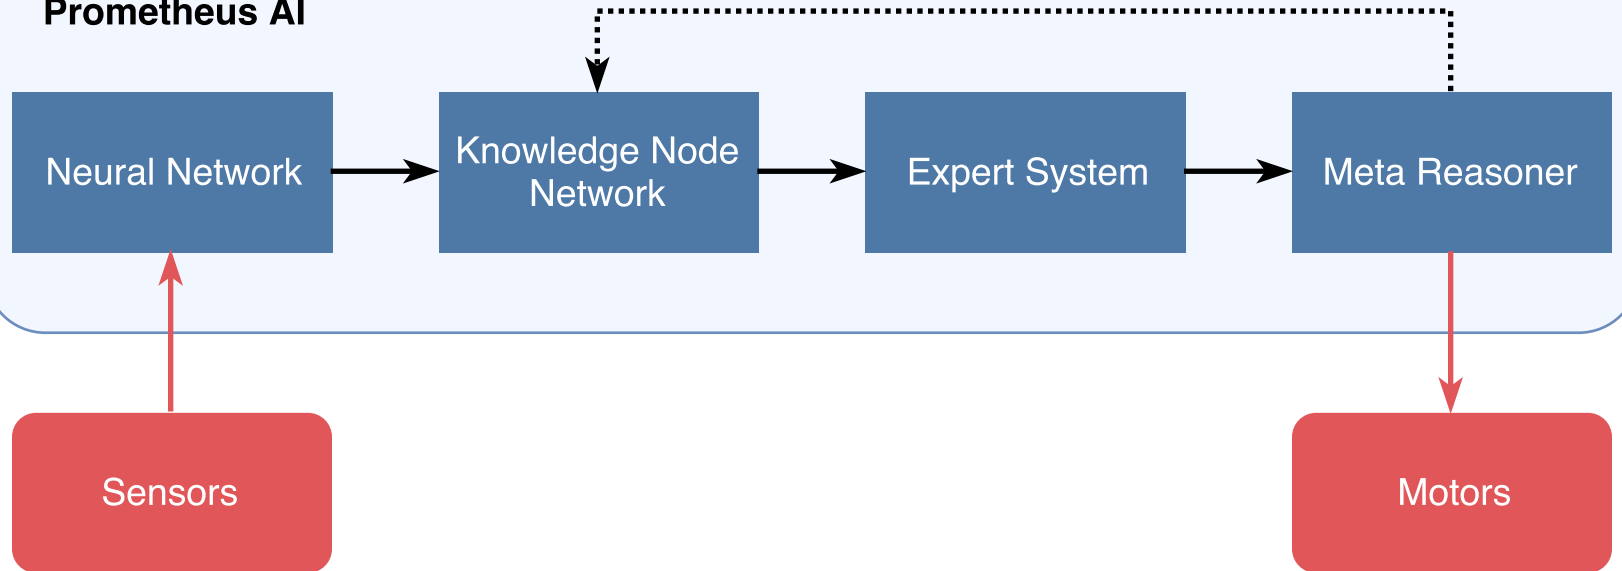 Prometheus AI
Neural Network
Knowledge Node
Network
Expert System
Meta Reasoner
Sensors
Motors